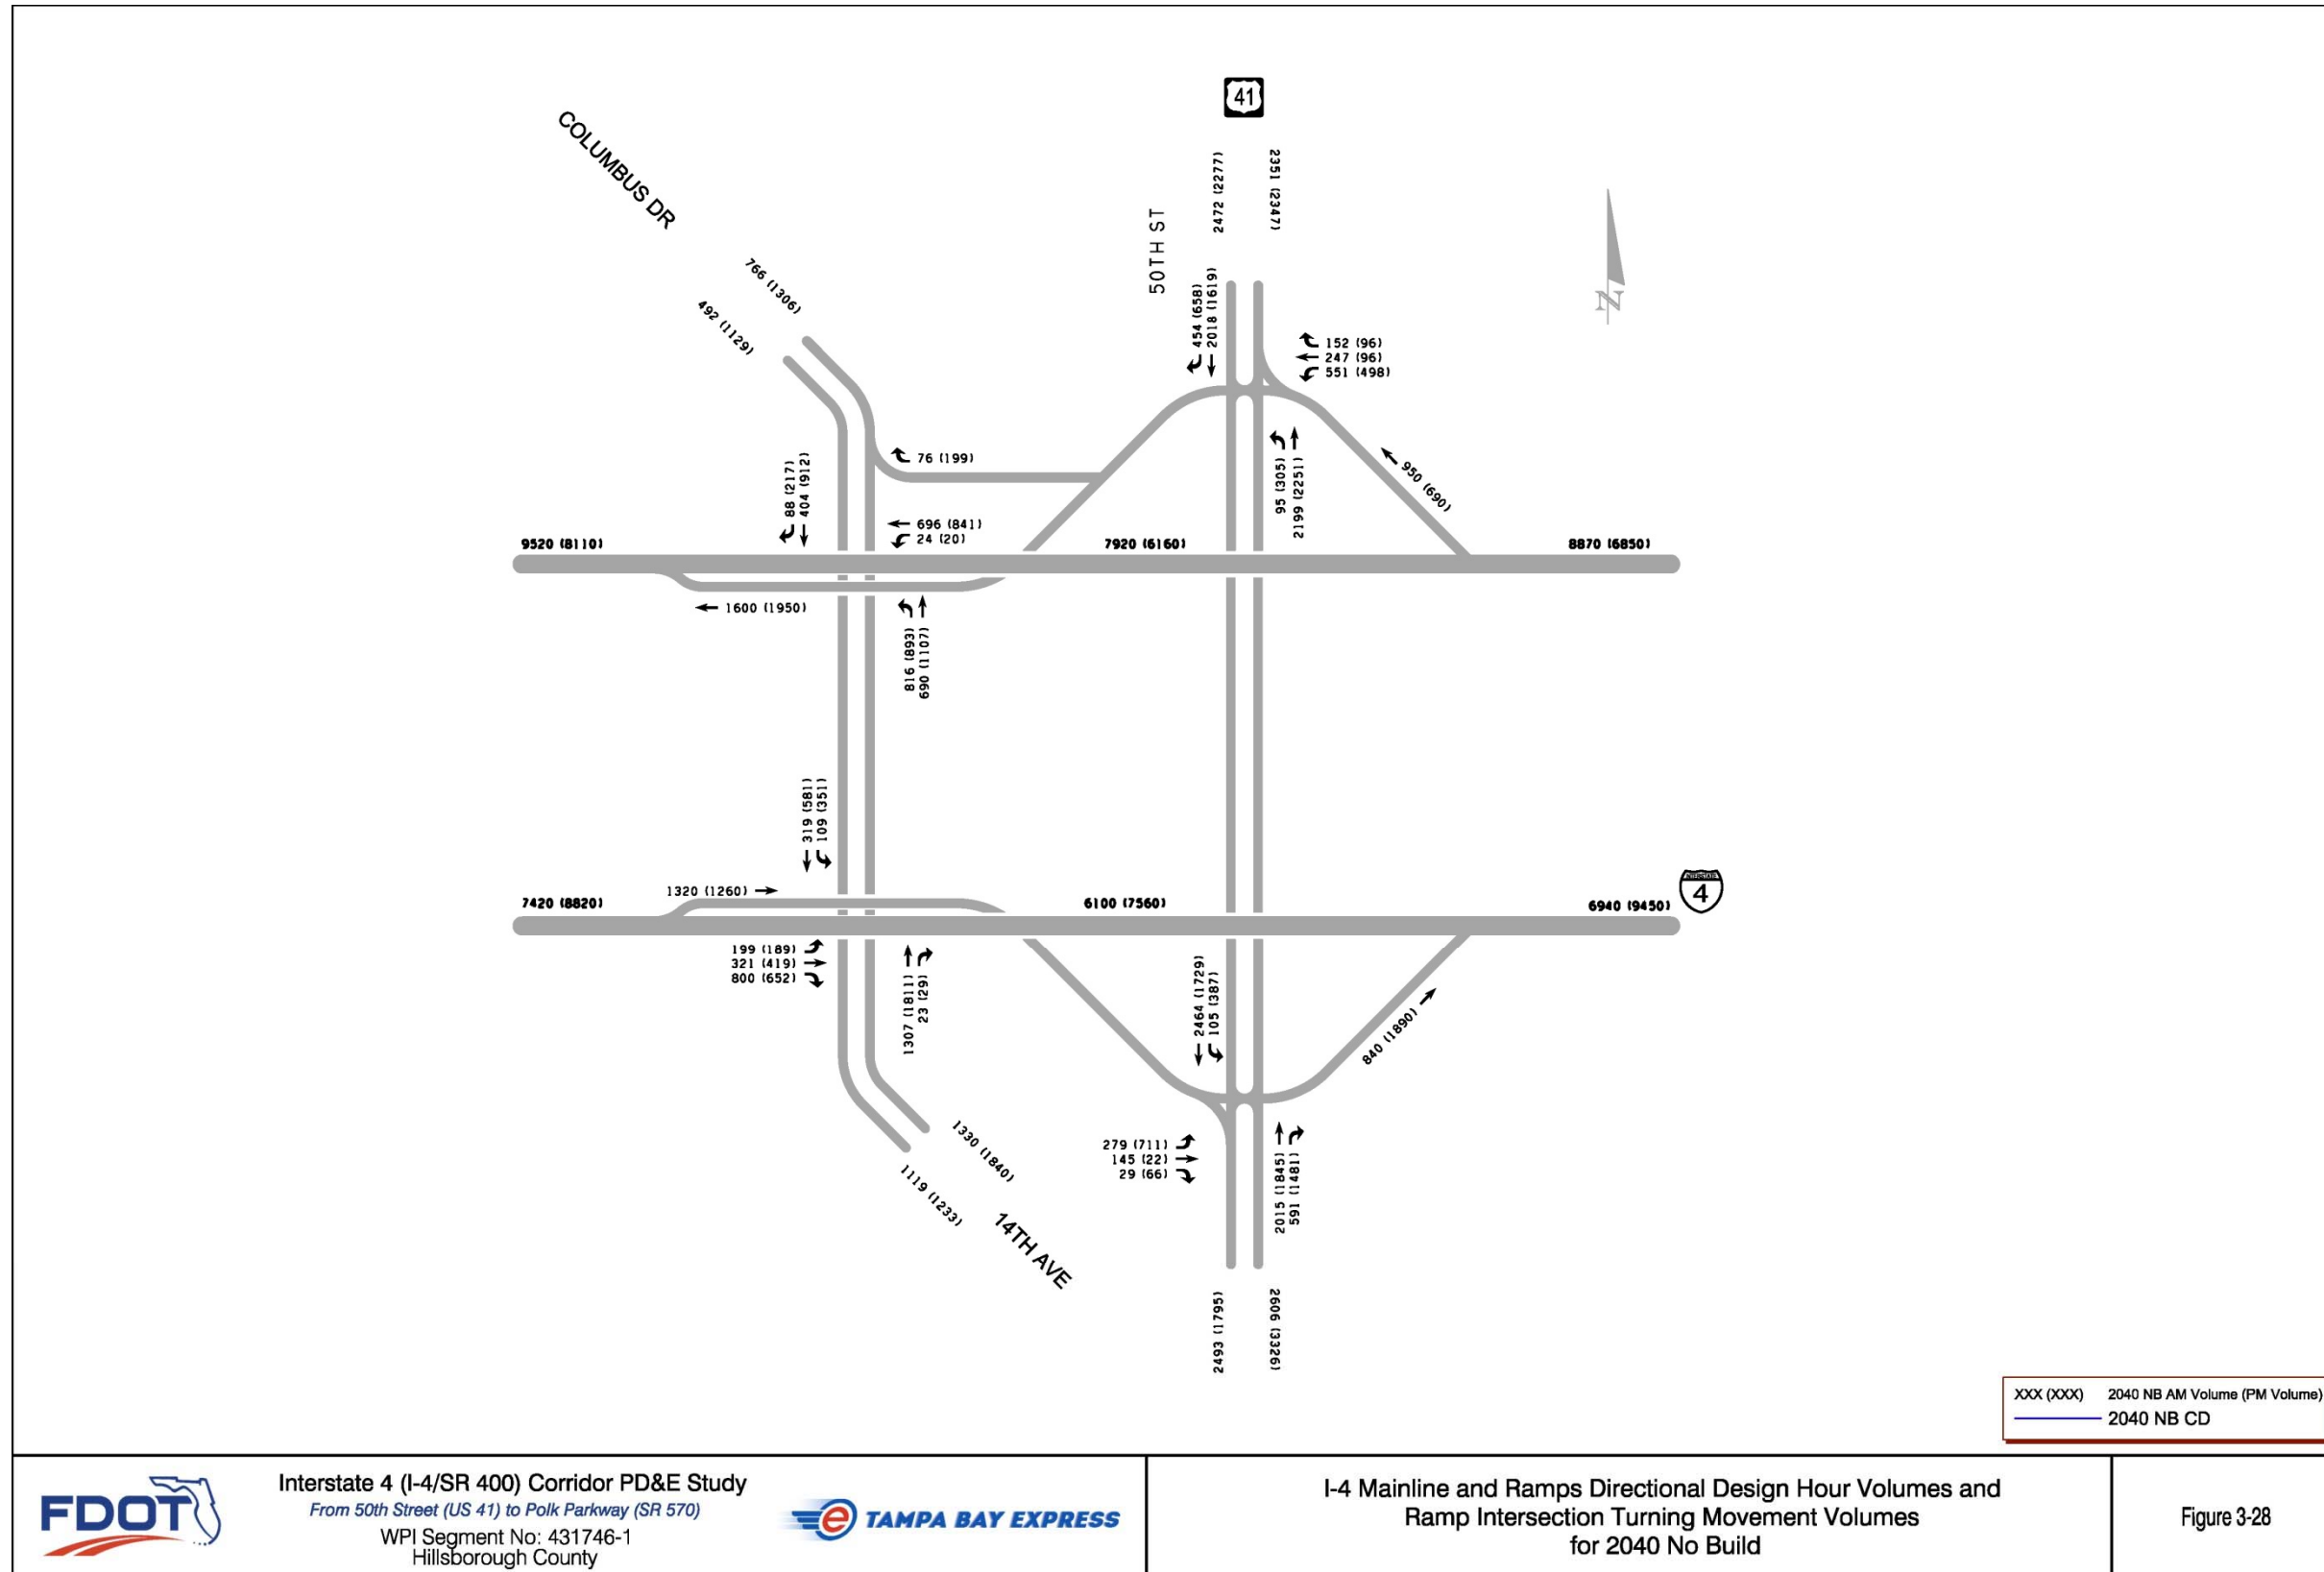 41
COLUMBUS DR
50TH ST
2472 (2277)
2351 (2347)
766 (1306)
492 (1129)
454 (658)
2018 (1619)
152 (96)
247 (96)
551 (498)
N
76 (199)
88 (217)
404 (912)
95 (305)
2199 (2251)
950 (690)
696 (841)
24 (20)
9520 (8110)
7920 (6160)
8870 (6850)
1600 (1950)
816 (893)
690 (1107)
319 (581)
109 (351)
1320 (1260)
7420 (8820)
6100 (7560)
6940 (9450)
INTERSTATE
4
199 (189)
321 (419)
800 (652)
1307 (1811)
23 (29)
2464 (1729)
105 (387)
840 (1890)
1330 (1840)
1119 (1233)
14TH AVE
279 (711)
145 (22)
29 (66)
2015 (1845)
591 (1481)
2493 (1795)
2606 (3326)
XXX (XXX) 2040 NB AM Volume (PM Volume)
2040 NB CD
FDOT
Interstate 4 (I-4/SR 400) Corridor PD&E Study
From 50th Street (US 41) to Polk Parkway (SR 570)
WPI Segment No: 431746-1
Hillsborough County
e TAMPA BAY EXPRESS
I-4 Mainline and Ramps Directional Design Hour Volumes and
Ramp Intersection Turning Movement Volumes
for 2040 No Build
Figure 3-28